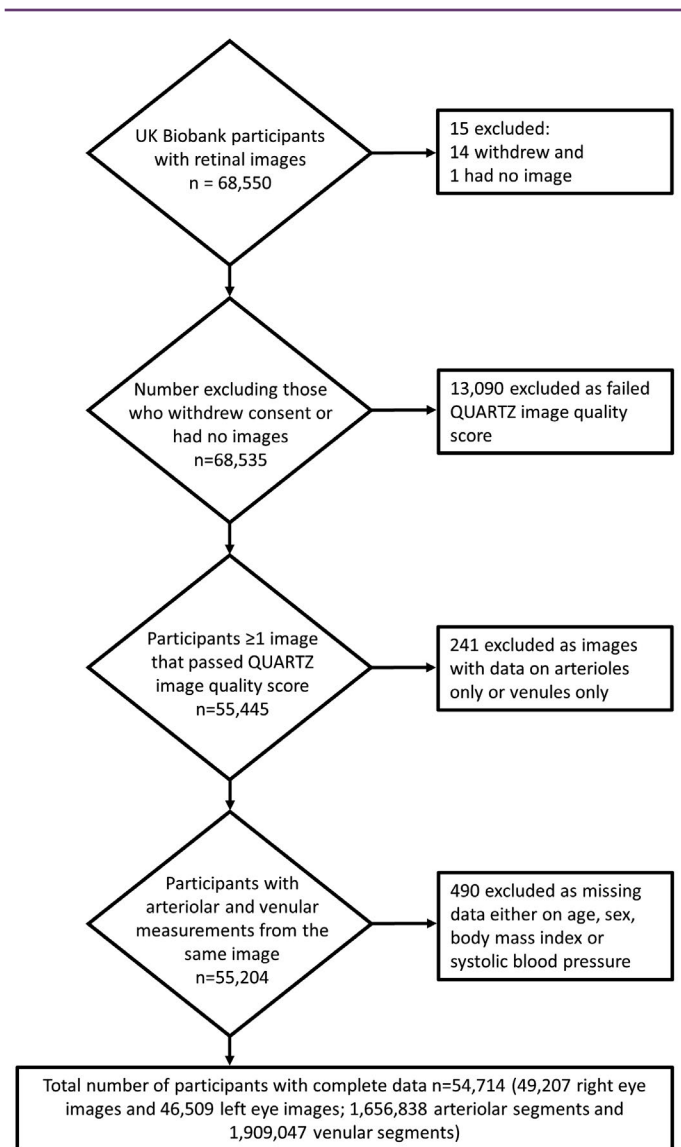 UK Biobank participants
with retinal images
n = 68,550
15 excluded:
14 withdrew and
1 had no image
Number excluding those
who withdrew consent or
had no images
n=68,535
13,090 excluded as failed
QUARTZ image quality
score
Participants ≥1 image
that passed QUARTZ
image quality score
n=55,445
241 excluded as images
with data on arterioles
only or venules only
Participants with
arteriolar and venular
measurements from the
same image
n=55,204
490 excluded as missing
data either on age, sex,
body mass index or
systolic blood pressure
Total number of participants with complete data n=54,714 (49,207 right eye
images and 46,509 left eye images; 1,656,838 arteriolar segments and
1,909,047 venular segments)